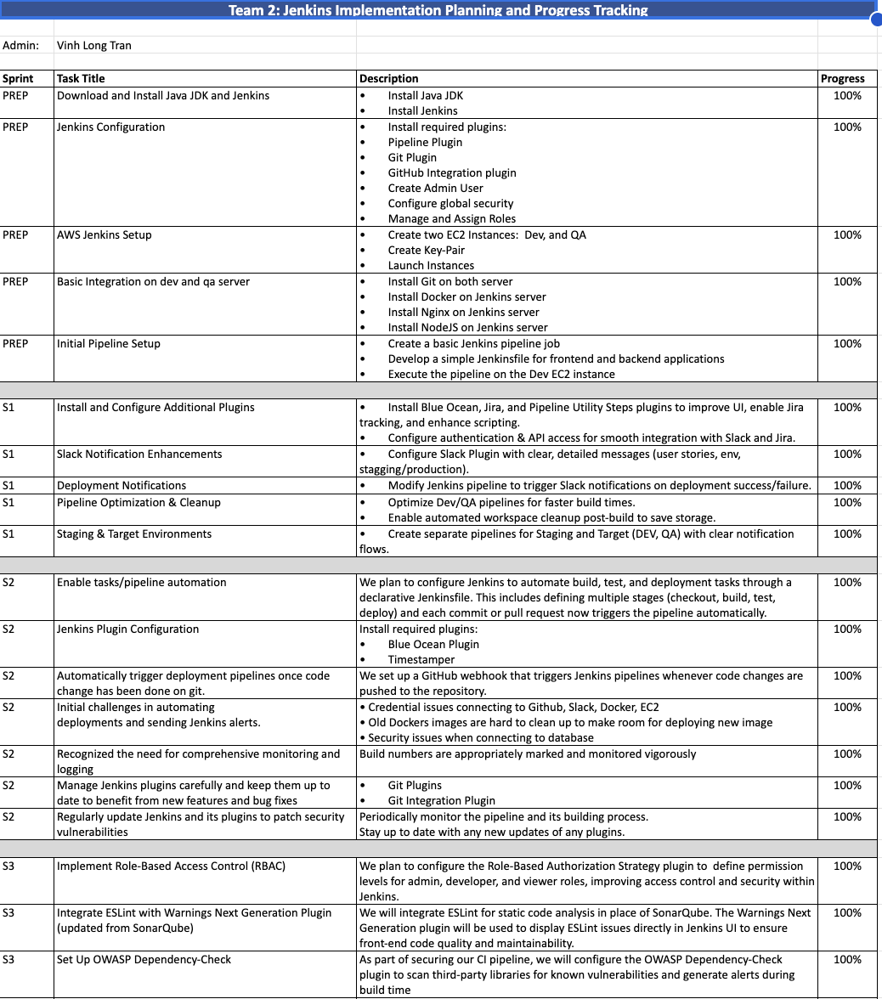 Team 2: Jenkins Implementation Planning and Progress Tracking
Admin: Vinh Long Tran
Sprint Task Title Description Progress
PREP Download and Install Java JDK and Jenkins • Install Java JDK 100%
• Install Jenkins
PREP Jenkins Configuration • Install required plugins: 100%
• Pipeline Plugin
• Git Plugin
• GitHub Integration plugin
• Create Admin User
• Configure global security
• Manage and Assign Roles
PREP AWS Jenkins Setup • Create two EC2 Instances: Dev, and QA 100%
• Create Key-Pair
• Launch Instances
PREP Basic Integration on dev and qa server • Install Git on both server 100%
• Install Docker on Jenkins server
• Install Nginx on Jenkins server
• Install NodeJS on Jenkins server
PREP Initial Pipeline Setup • Create a basic Jenkins pipeline job 100%
• Develop a simple Jenkinsfile for frontend and backend applications
• Execute the pipeline on the Dev EC2 instance
S1 Install and Configure Additional Plugins • Install Blue Ocean, Jira, and Pipeline Utility Steps plugins to improve UI, enable Jira 100%
tracking, and enhance scripting.
• Configure authentication & API access for smooth integration with Slack and Jira.
S1 Slack Notification Enhancements • Configure Slack Plugin with clear, detailed messages (user stories, env, 100%
stagging/production).
S1 Deployment Notifications • Modify Jenkins pipeline to trigger Slack notifications on deployment success/failure. 100%
S1 Pipeline Optimization & Cleanup • Optimize Dev/QA pipelines for faster build times. 100%
• Enable automated workspace cleanup post-build to save storage.
S1 Staging & Target Environments • Create separate pipelines for Staging and Target (DEV, QA) with clear notification 100%
flows.
S2 Enable tasks/pipeline automation We plan to configure Jenkins to automate build, test, and deployment tasks through a 100%
declarative Jenkinsfile. This includes defining multiple stages (checkout, build, test,
deploy) and each commit or pull request now triggers the pipeline automatically.
S2 Jenkins Plugin Configuration Install required plugins: 100%
• Blue Ocean Plugin
• Timestamper
S2 Automatically trigger deployment pipelines once code We set up a GitHub webhook that triggers Jenkins pipelines whenever code changes are 100%
change has been done on git. pushed to the repository.
S2 Initial challenges in automating • Credential issues connecting to Github, Slack, Docker, EC2 100%
deployments and sending Jenkins alerts. • Old Dockers images are hard to clean up to make room for deploying new image
• Security issues when connecting to database
S2 Recognized the need for comprehensive monitoring and Build numbers are appropriately marked and monitored vigorously 100%
logging
S2 Manage Jenkins plugins carefully and keep them up to • Git Plugins 100%
date to benefit from new features and bug fixes • Git Integration Plugin
S2 Regularly update Jenkins and its plugins to patch security Periodically monitor the pipeline and its building process. 100%
vulnerabilities Stay up to date with any new updates of any plugins.
S3 Implement Role-Based Access Control (RBAC) We plan to configure the Role-Based Authorization Strategy plugin to define permission 100%
levels for admin, developer, and viewer roles, improving access control and security within
Jenkins.
S3 Integrate ESLint with Warnings Next Generation Plugin We will integrate ESLint for static code analysis in place of SonarQube. The Warnings Next 100%
(updated from SonarQube) Generation plugin will be used to display ESLint issues directly in Jenkins UI to ensure
front-end code quality and maintainability.
S3 Set Up OWASP Dependency-Check As part of securing our CI pipeline, we will configure the OWASP Dependency-Check 100%
plugin to scan third-party libraries for known vulnerabilities and generate alerts during
build time